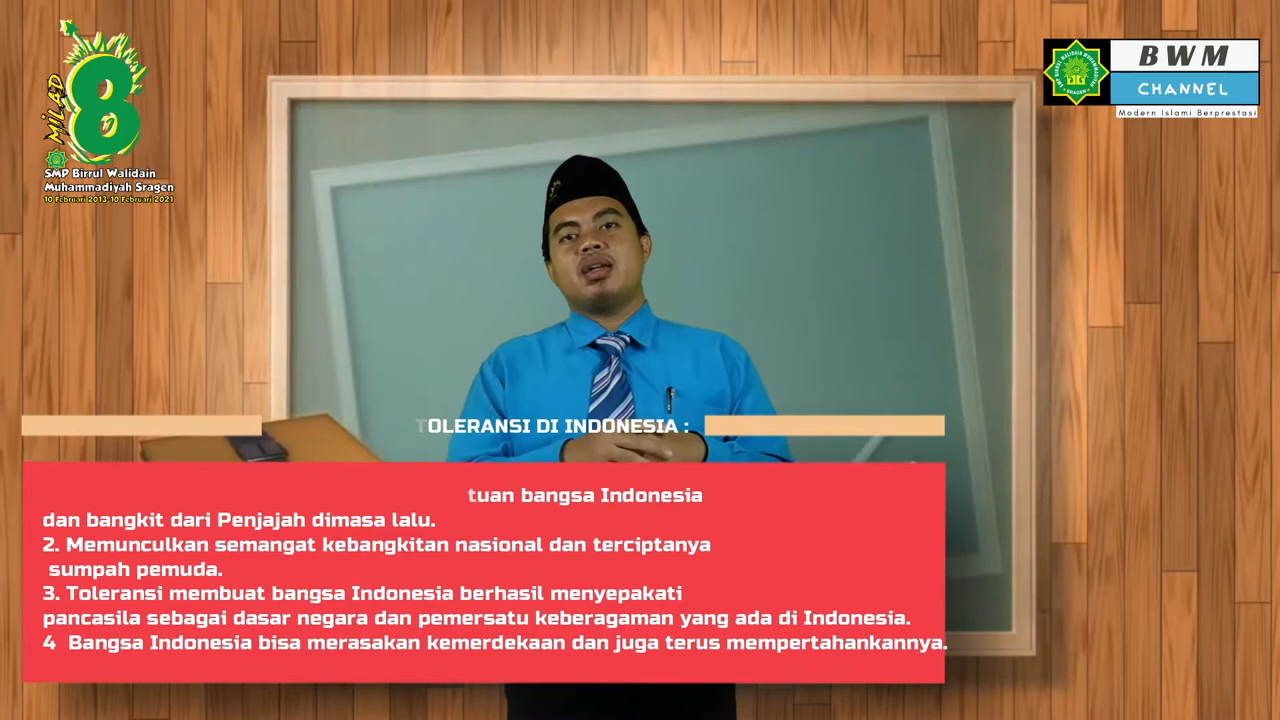 MILAD
8
SMP Birrul Walidain
Muhammadiyah Sragen
10 Februari 2013-10 Februari 2021
BWM
CHANNEL
Modern Islami Berprestasi
TOLERANSI DI INDONESIA :
tuan bangsa Indonesia
dan bangkit dari Penjajah dimasa lalu.
2. Memunculkan semangat kebangkitan nasional dan terciptanya
sumpah pemuda.
3. Toleransi membuat bangsa Indonesia berhasil menyepakati
pancasila sebagai dasar negara dan pemersatu keberagaman yang ada di Indonesia.
4 Bangsa Indonesia bisa merasakan kemerdekaan dan juga terus mempertahankannya.